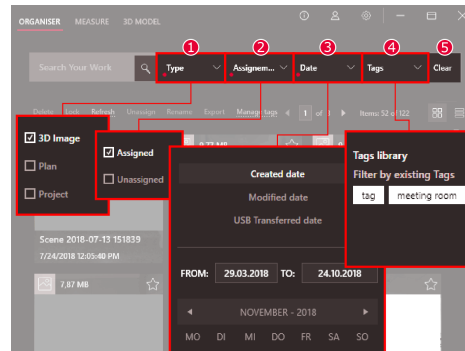 ORGANISER MEASURE 3D MODEL
1 2 3 4 5
Search Your Work Type Assignem... Date Tags Clear
Delete Lock Refresh Unassign Rename Export Manage tags 1 of Items: 52 of 122
3D Image
Plan
Project
Assigned
Unassigned
Created date
Modified date
USB Transferred date
FROM: 29.03.2018 TO: 24.10.2018
NOVEMBER - 2018
MO DI MI DO FR SA SO
Tags library
Filter by existing Tags
tag meeting room
Scene 2018-07-13 151839
7/24/2018 12:05:40 PM
7,87 MB